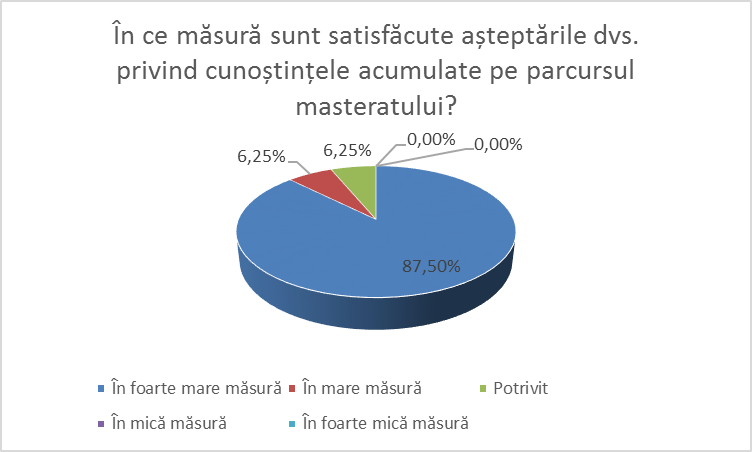 În ce măsură sunt satisfăcute așteptările dvs.
privind cunoștințele acumulate pe parcursul
masteratului?
6,25%
6,25%
0,00%
0,00%
87,50%
În foarte mare măsură
În mare măsură
Potrivit
În mică măsură
În foarte mică măsură